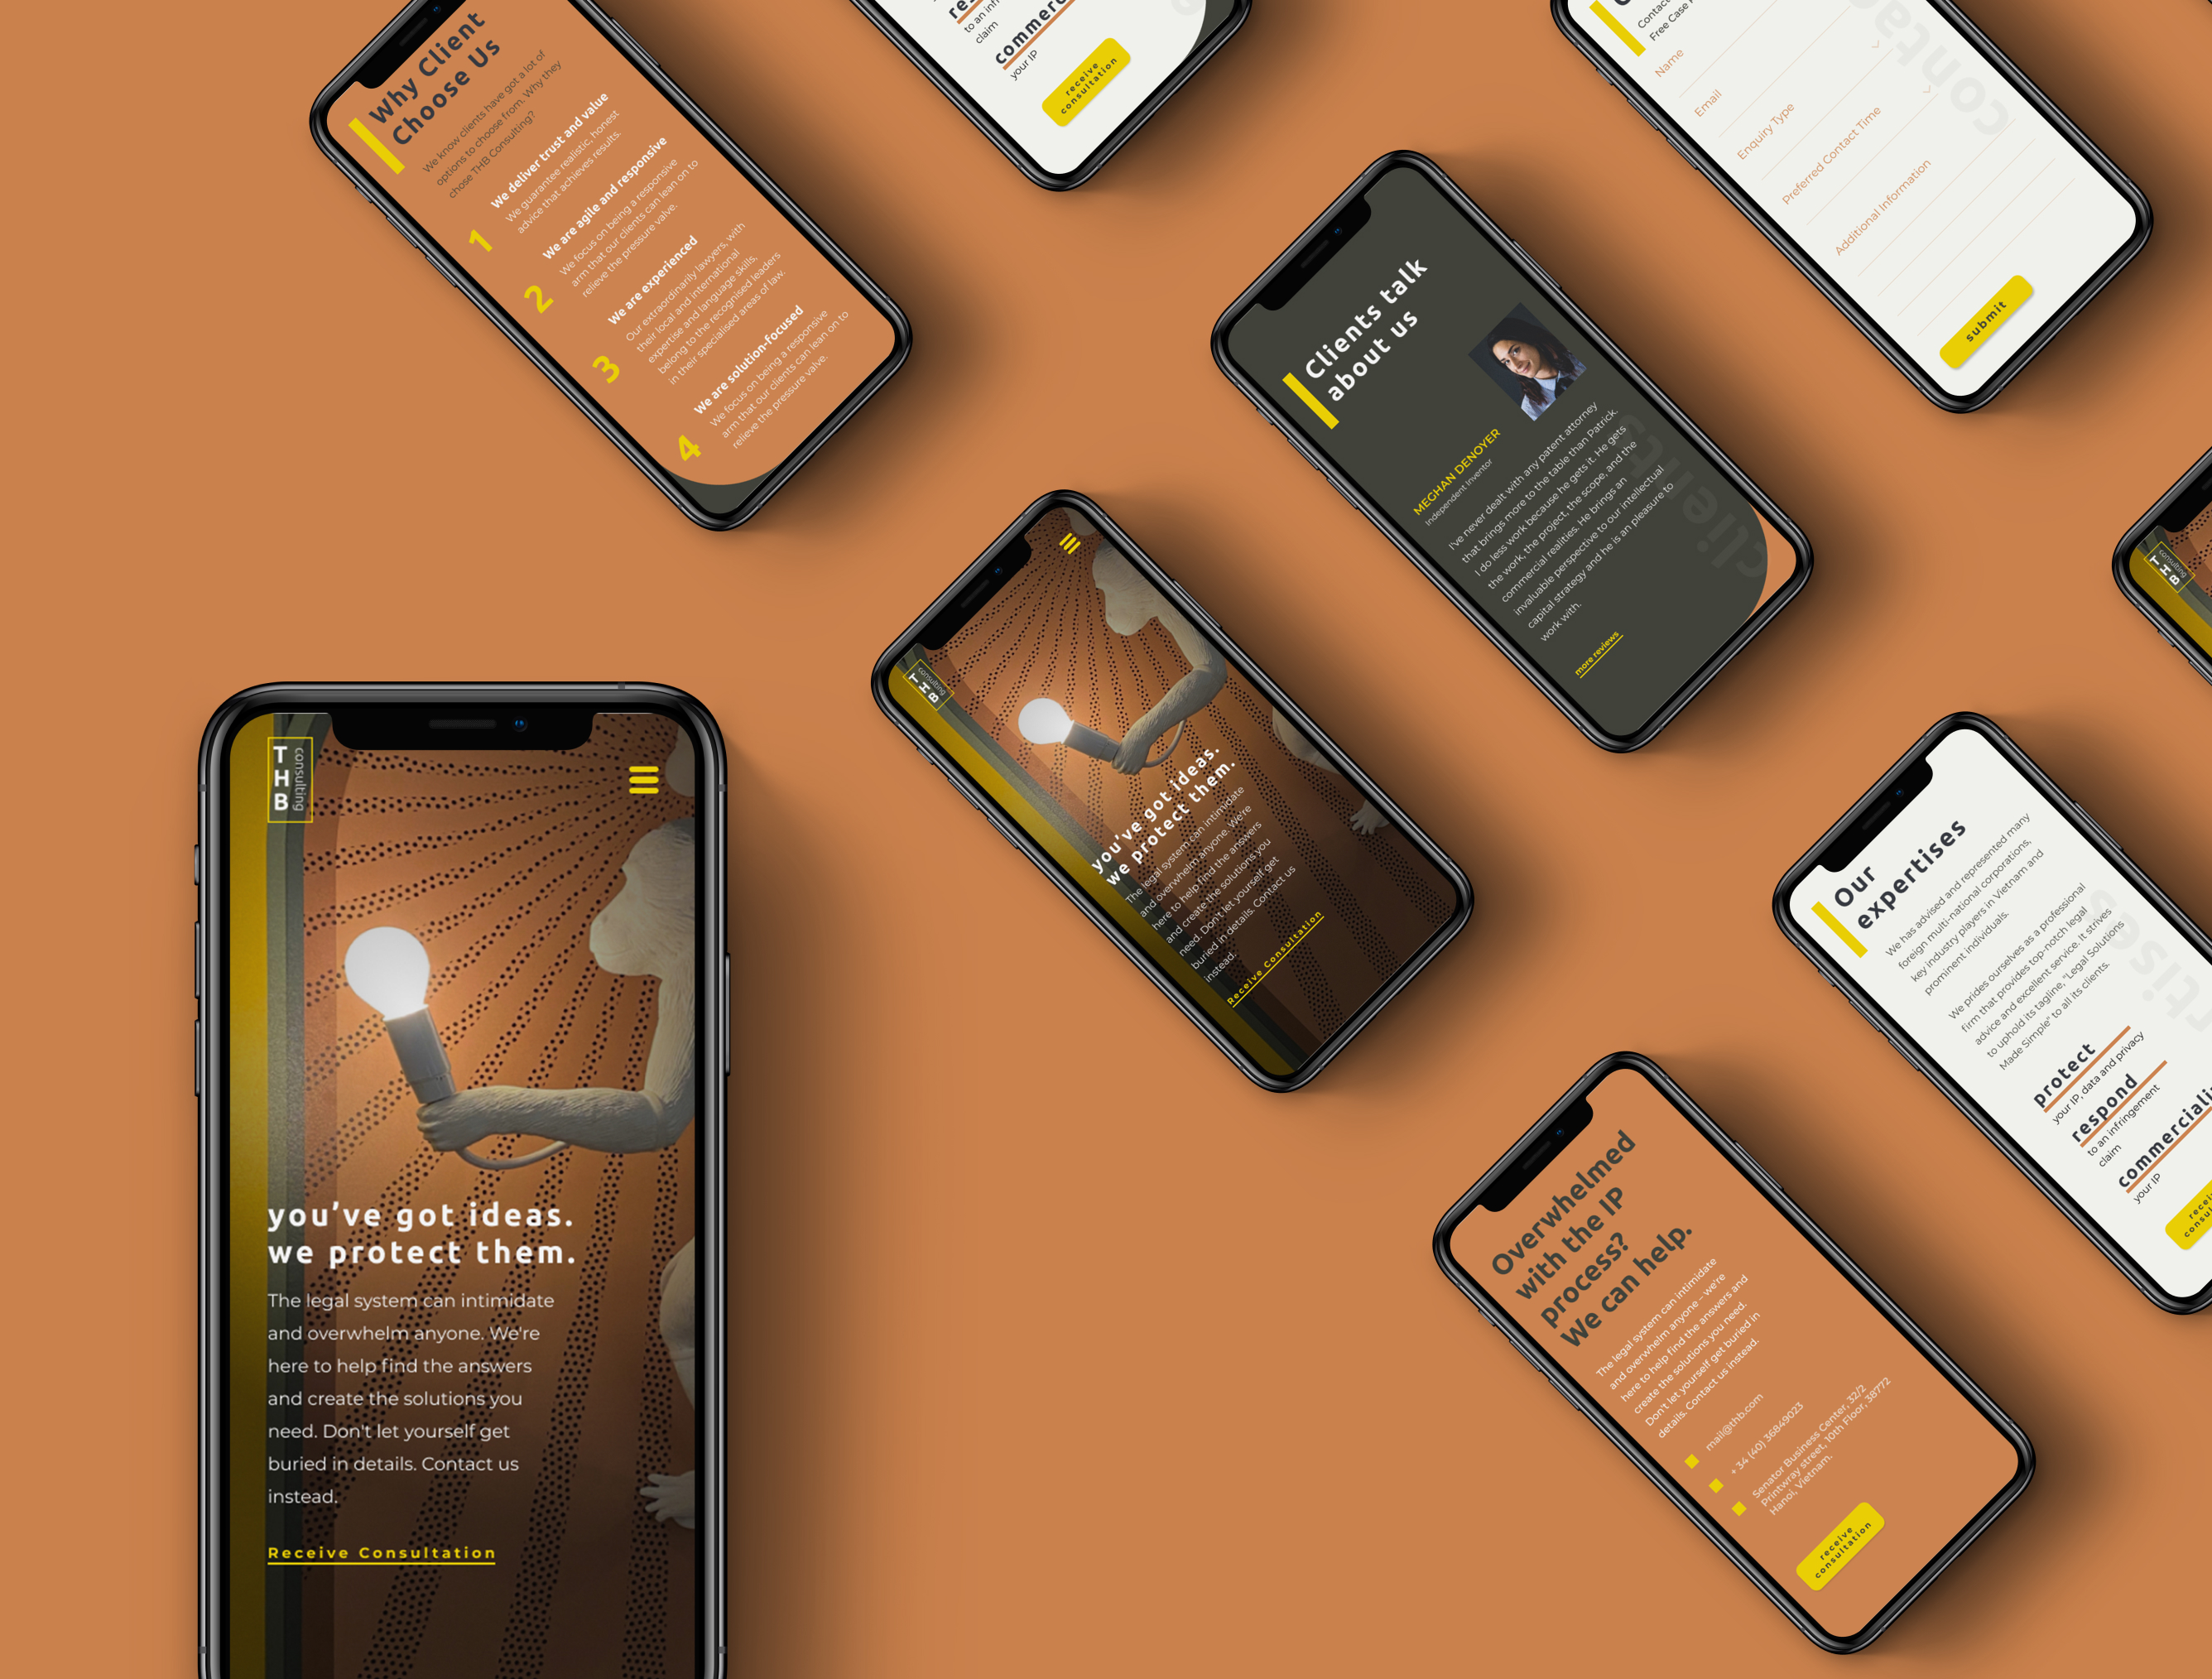 Why Client
Choose Us
We know clients have got a lot of
options to choose from. Why they
chose THB Consulting?
1
We deliver trust and value
We guarantee realistic, honest
advice that achieves results.
2
We are agile and responsive
We focus on being a responsive
arm that our clients can lean on to
relieve the pressure valve.
3
We are experienced
Our extraordinarily lawyers, with
their local and international
expertise and language skills,
belong to the recognised leaders
in their specialised areas of law.
4
We are solution-focused
We focus on being a responsive
arm that our clients can lean on to
relieve the pressure valve.
to an inf
claim
commerc
your IP
receive
consultation
Contac
Free Case
Name
Email
Enquiry Type
Preferred Contact Time
Additional Information
submit
contac
Clients talk
about us
MEGHAN DENOYER
Independent Inventor
I've never dealt with any patent attorney
that brings more to the table than Patrick.
I do less work because he gets it. He gets
the work, the project, the scope, and the
commercial realities. He brings an
invaluable perspective to our intellectual
capital strategy and he is an pleasure to
work with.
more reviews
clients
THB
consulting
you've got ideas.
we protect them.
The legal system can intimidate
and overwhelm anyone. We're
here to help find the answers
and create the solutions you
need. Don't let yourself get
buried in details. Contact us
instead.
Receive Consultation
THB
consulting
THB
consulting
you've got ideas.
we protect them.
The legal system can intimidate
and overwhelm anyone. We're
here to help find the answers
and create the solutions you
need. Don't let yourself get
buried in details. Contact us
instead.
Receive Consultation
Our
expertises
We has advised and represented many
foreign multi-national corporations,
key industry players in Vietnam and
prominent individuals.
We prides ourselves as a professional
firm that provides top-notch legal
advice and excellent service. It strives
to uphold its tagline, "Legal Solutions
Made Simple" to all its clients.
protect
your IP, data and privacy
respond
to an infringement
claim
commerciali
your IP
rtises
Overwhelmed
with the IP
process?
We can help.
The legal system can intimidate
and overwhelm anyone – we're
here to help find the answers and
create the solutions you need.
Don't let yourself get buried in
details. Contact us instead.
mail@thb.com
+ 34 (40) 36849023
Senator Business Center, 32/2
Printwray street, 10th Floor, 38772
Hanoi, Vietnam.
receive
consultation